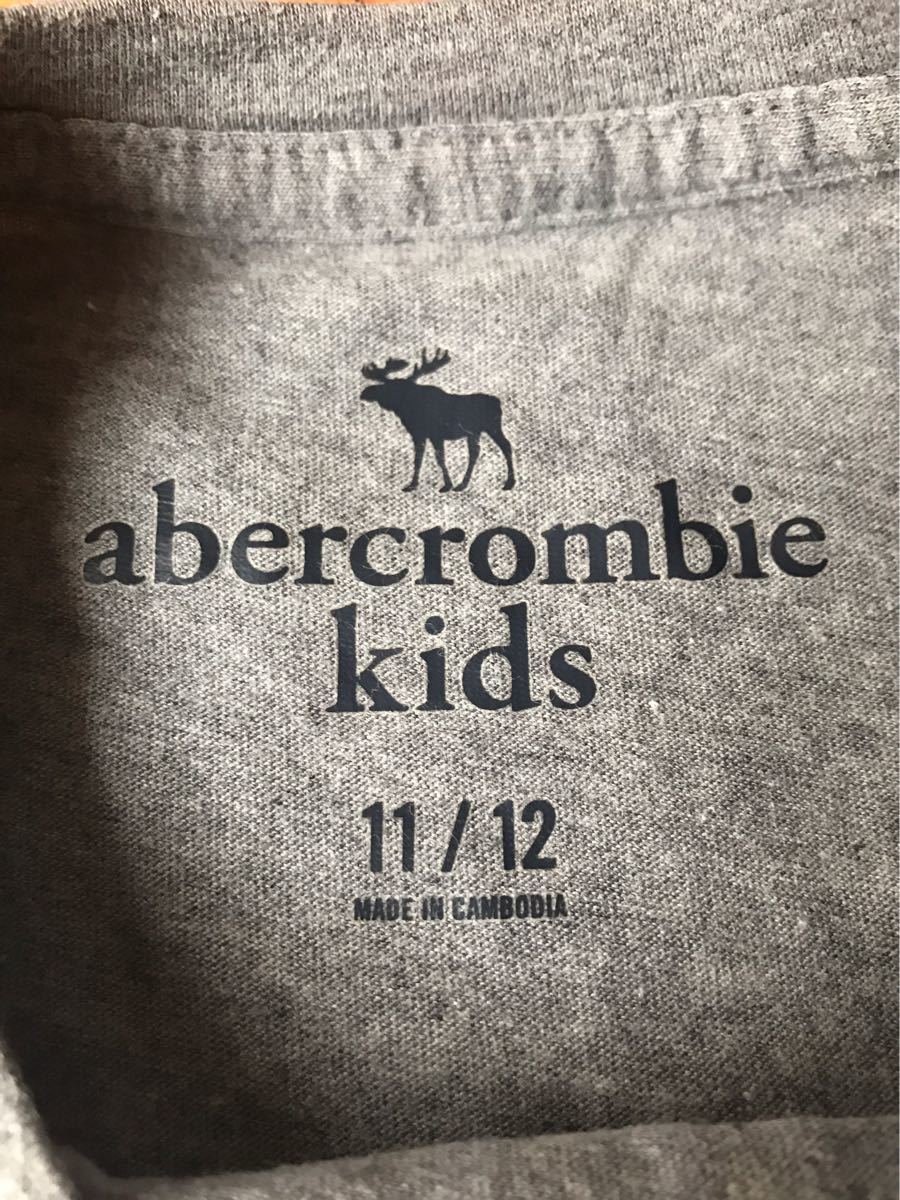 abercrombie
kids
11 / 12
MADE IN CAMBODIA